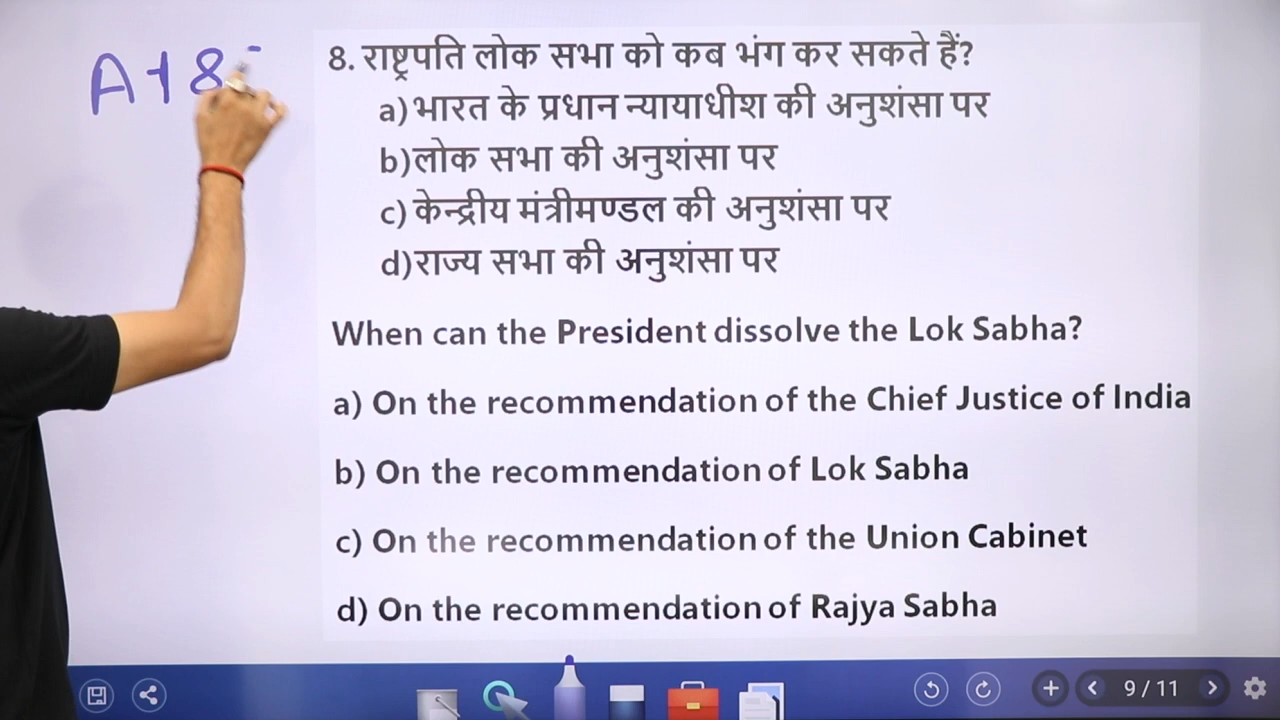 A+ 8
8. राष्ट्रपति लोक सभा को कब भंग कर सकते हैं?
a) भारत के प्रधान न्यायाधीश की अनुशंसा पर
b) लोक सभा की अनुशंसा पर
c) केन्द्रीय मंत्रीमण्डल की अनुशंसा पर
d) राज्य सभा की अनुशंसा पर
When can the President dissolve the Lok Sabha?
a) On the recommendation of the Chief Justice of India
b) On the recommendation of Lok Sabha
c) On the recommendation of the Union Cabinet
d) On the recommendation of Rajya Sabha
9 / 11